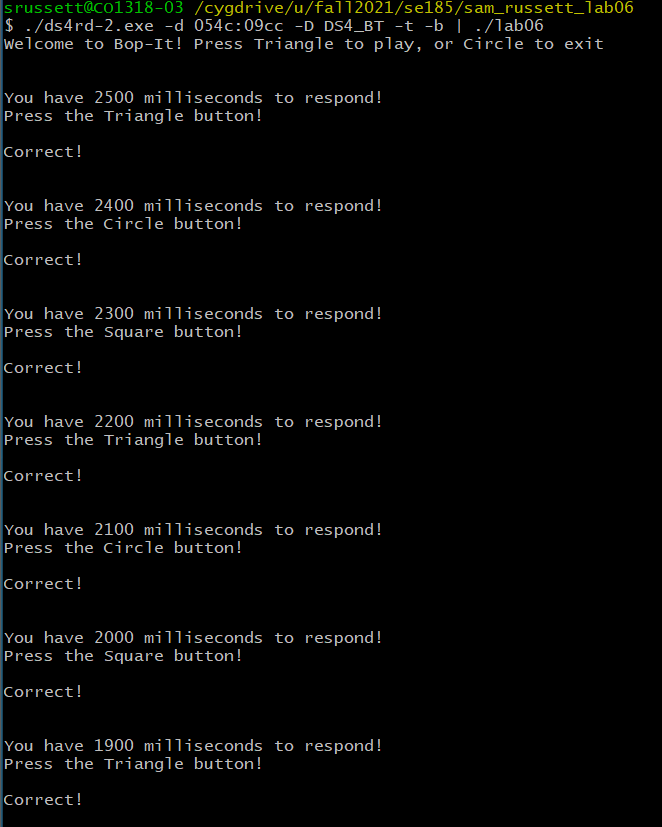 srussett@CO1318-03 /cygdrive/u/fall2021/se185/sam_russett_lab06
$ ./ds4rd-2.exe -d 054c:09cc -D DS4_BT -t -b | ./lab06
Welcome to Bop-It! Press Triangle to play, or Circle to exit
You have 2500 milliseconds to respond!
Press the Triangle button!
Correct!
You have 2400 milliseconds to respond!
Press the Circle button!
Correct!
You have 2300 milliseconds to respond!
Press the Square button!
Correct!
You have 2200 milliseconds to respond!
Press the Triangle button!
Correct!
You have 2100 milliseconds to respond!
Press the Circle button!
Correct!
You have 2000 milliseconds to respond!
Press the Square button!
Correct!
You have 1900 milliseconds to respond!
Press the Triangle button!
Correct!